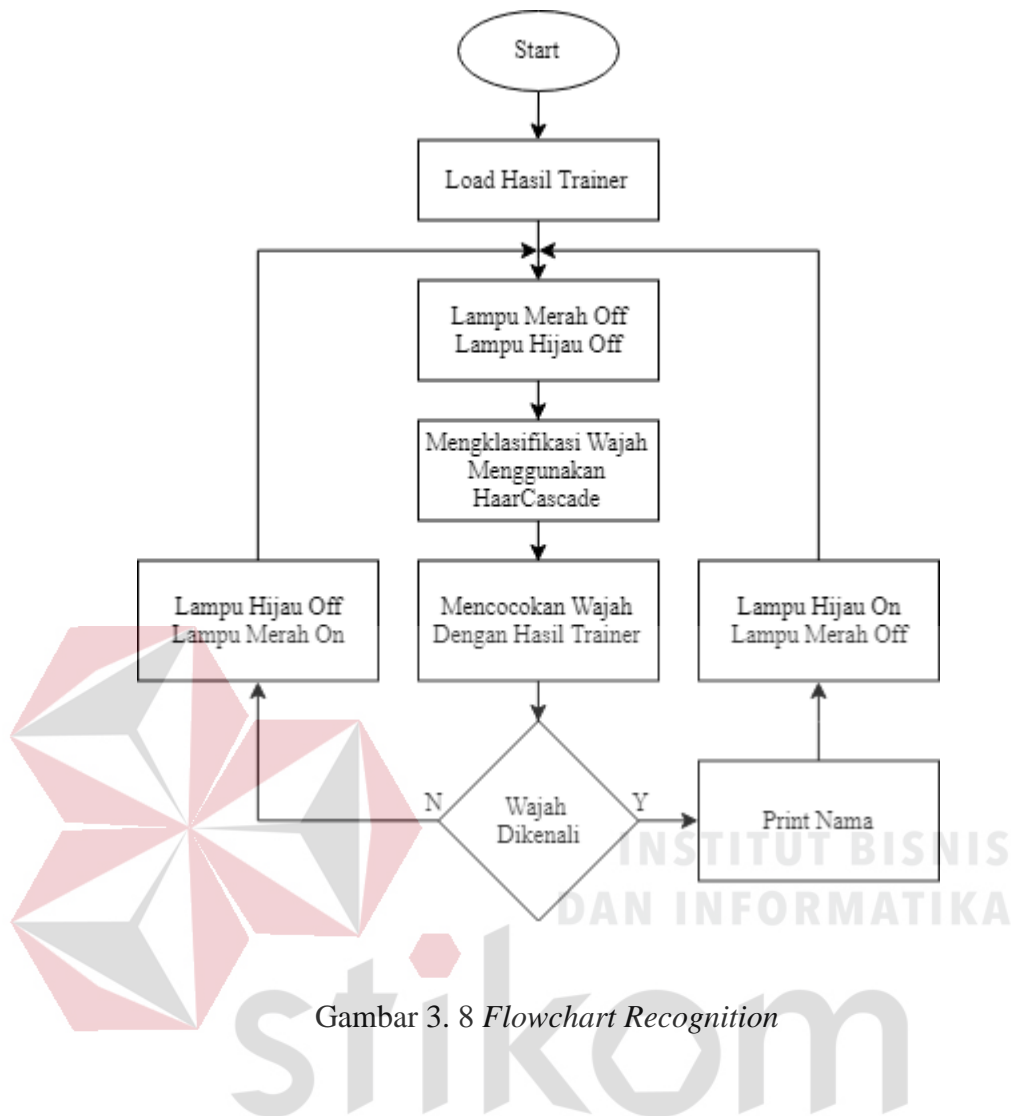 Start
Load Hasil Trainer
Lampu Merah Off
Lampu Hijau Off
Mengklasifikasi Wajah
Menggunakan
HaarCascade
Lampu Hijau Off
Lampu Merah On
Mencocokan Wajah
Dengan Hasil Trainer
Lampu Hijau On
Lampu Merah Off
N
Wajah
Dikenali
Y
Print Nama
INSTITUT BISNIS
DAN INFORMATIKA
stikom
Gambar 3. 8 Flowchart Recognition